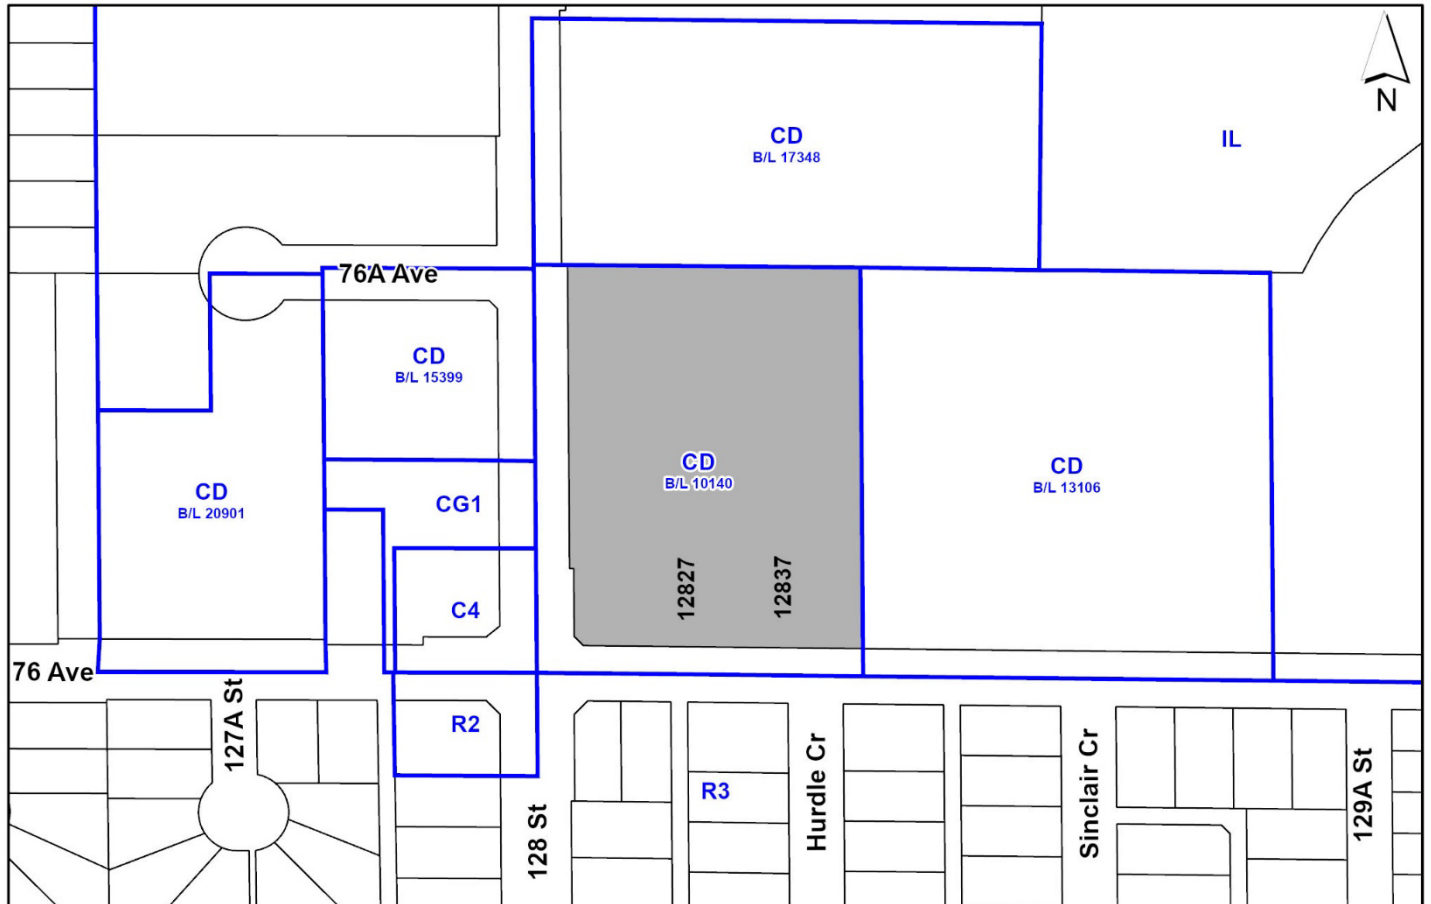 N
CD
B/L 17348
IL
76A Ave
CD
B/L 15399
CD
B/L 10140
CD
B/L 13106
CD
B/L 20901
CG1
12827
12837
C4
76 Ave
127A St
R2
R3
Hurdle Cr
Sinclair Cr
129A St
128 St